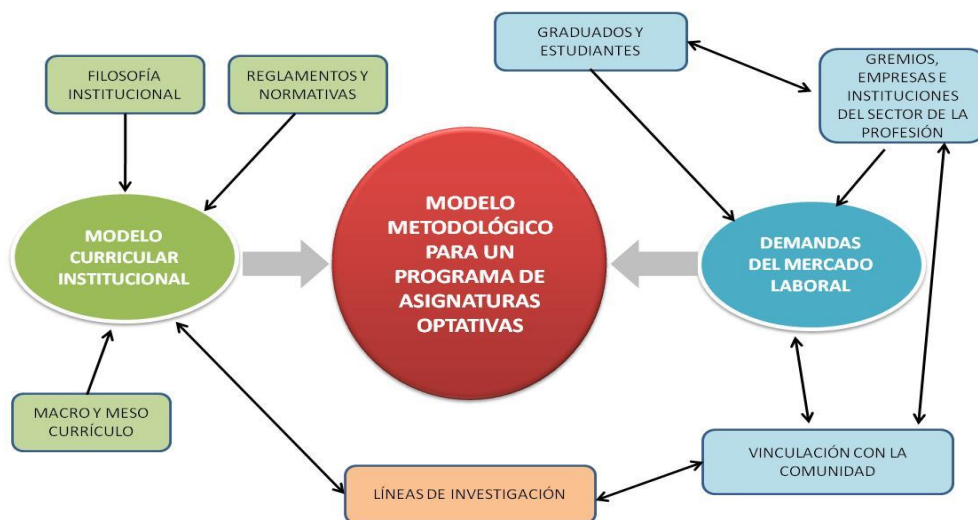 GRADUADOS Y
ESTUDIANTES
GREMIOS,
EMPRESAS E
INSTITUCIONES
DEL SECTOR DE LA
PROFESIÓN
FILOSOFÍA
INSTITUCIONAL
REGLAMENTOS Y
NORMATIVAS
MODELO
CURRICULAR
INSTITUCIONAL
MODELO
METODOLÓGICO
PARA UN
PROGRAMA DE
ASIGNATURAS
OPTATIVAS
DEMANDAS
DEL MERCADO
LABORAL
MACRO Y MESO
CURRÍCULO
LÍNEAS DE INVESTIGACIÓN
VINCULACIÓN CON LA
COMUNIDAD